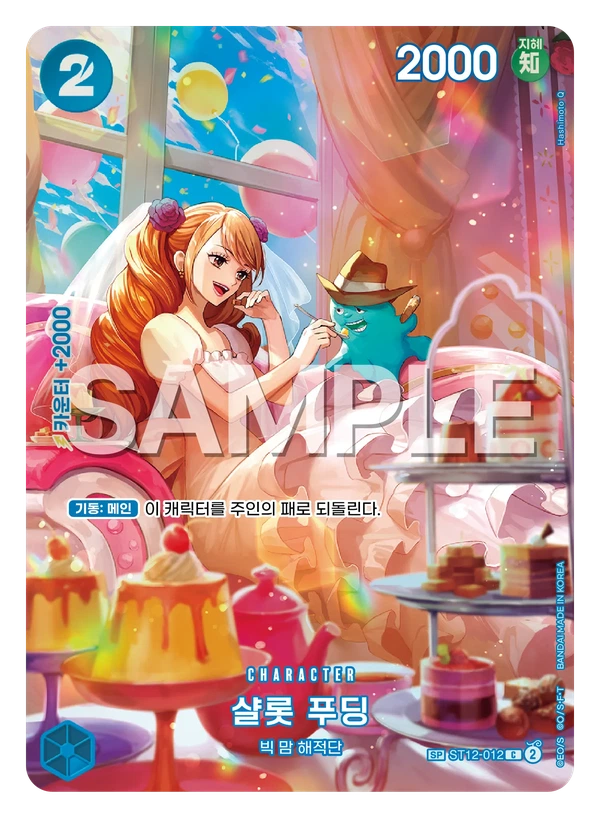 2
2000
지혜
知
Hashimoto Q
카운터 +2000
SAMPLE
기동: 메인 이 캐릭터를 주인의 패로 되돌린다.
CHARACTER
샬롯 푸딩
빅 맘 해적단
SP ST12-012 C 2
©EO/S ©O/S·F·T BANDAI MADE IN KOREA